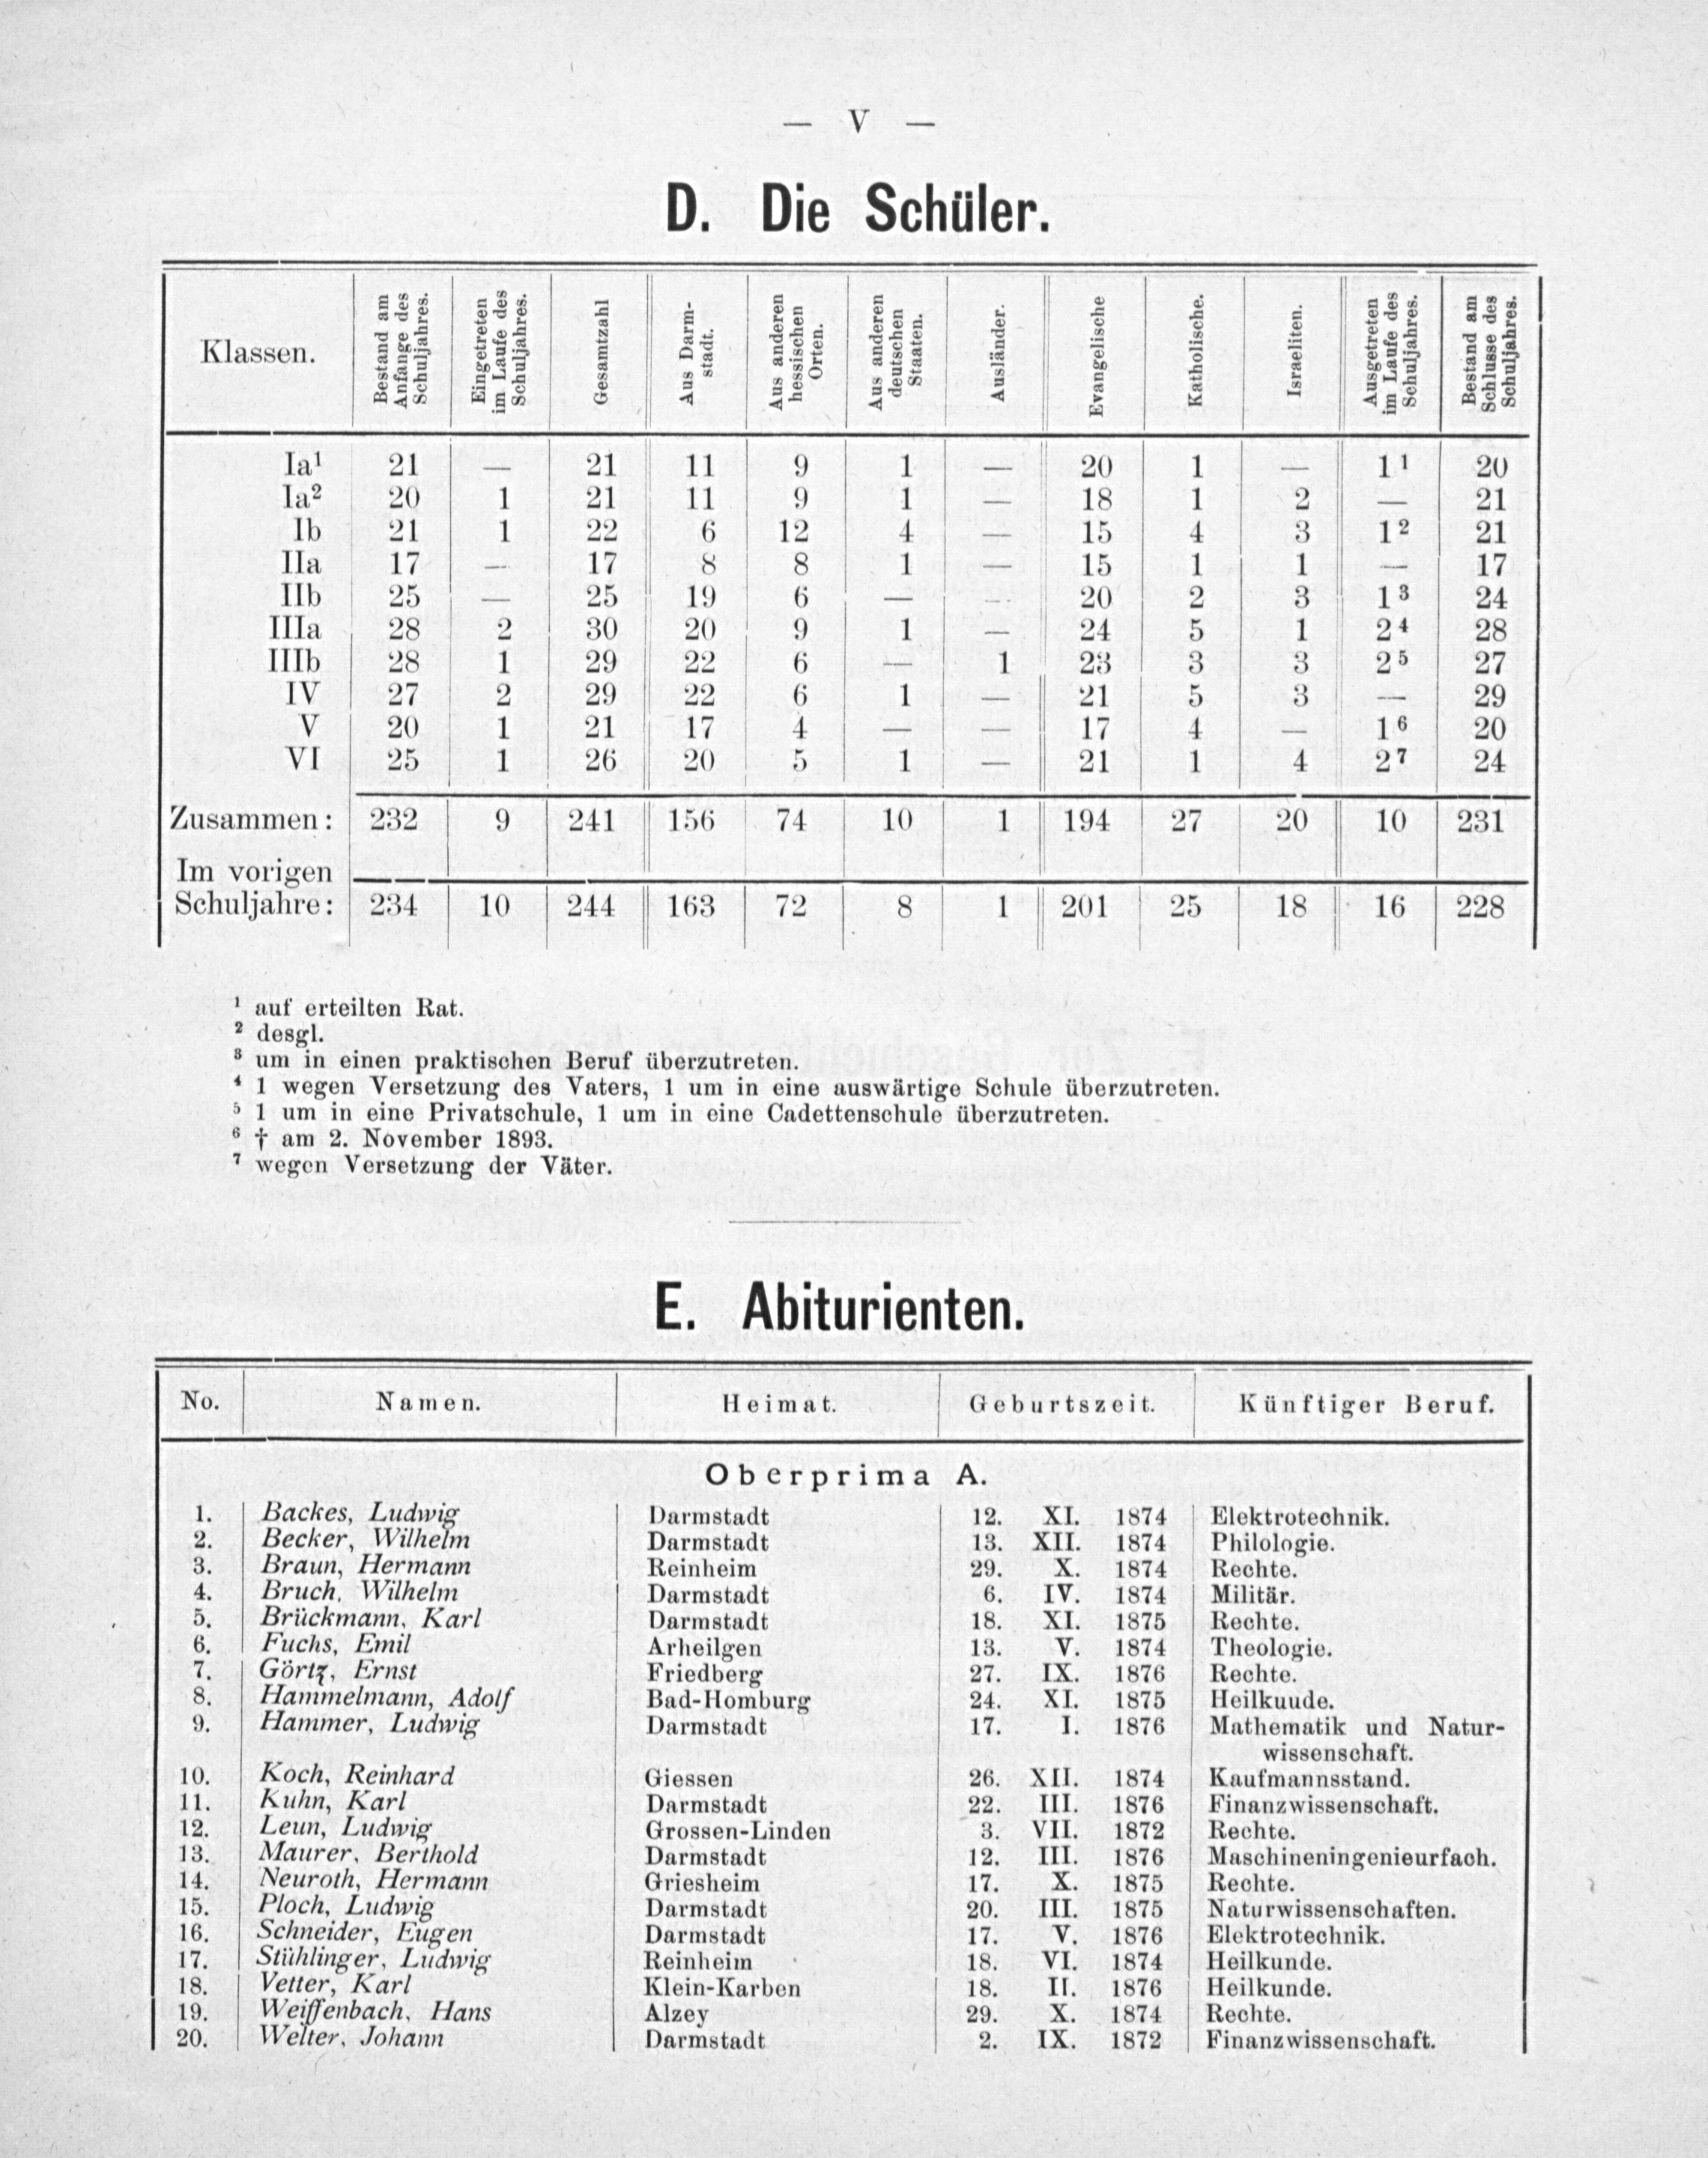 — V —
D. Die Schüler.
Klassen. Bestand am Anfange des Schuljahres. Eingetreten im Laufe des Schuljahres. Gesamtzahl Aus Darm-stadt. Aus anderen hessischen Orten. Aus anderen deutschen Staaten. Ausländer. Evangelische Katholische. Israeliten. Ausgetreten im Laufe des Schuljahres. Bestand am Schlusse des Schuljahres.
Ia¹ 21 — 21 11 9 1 — 20 1 — 1 ¹ 20
Ia² 20 1 21 11 9 1 — 18 1 2 — 21
Ib 21 1 22 6 12 4 — 15 4 3 1 ² 21
IIa 17 — 17 8 8 1 — 15 1 1 — 17
IIb 25 — 25 19 6 — — 20 2 3 1 ³ 24
IIIa 28 2 30 20 9 1 — 24 5 1 2 ⁴ 28
IIIb 28 1 29 22 6 — 1 23 3 3 2 ⁵ 27
IV 27 2 29 22 6 1 — 21 5 3 — 29
V 20 1 21 17 4 — — 17 4 — 1 ⁶ 20
VI 25 1 26 20 5 1 — 21 1 4 2 ⁷ 24
Zusammen: 232 9 241 156 74 10 1 194 27 20 10 231
Im vorigen
Schuljahre: 234 10 244 163 72 8 1 201 25 18 16 228
¹ auf erteilten Rat.
² desgl.
³ um in einen praktischen Beruf überzutreten.
⁴ 1 wegen Versetzung des Vaters, 1 um in eine auswärtige Schule überzutreten.
⁵ 1 um in eine Privatschule, 1 um in eine Cadettenschule überzutreten.
⁶ † am 2. November 1893.
⁷ wegen Versetzung der Väter.
E. Abiturienten.
No. Namen. Heimat. Geburtszeit. Künftiger Beruf.
Oberprima A.
1. Backes, Ludwig Darmstadt 12. XI. 1874 Elektrotechnik.
2. Becker, Wilhelm Darmstadt 13. XII. 1874 Philologie.
3. Braun, Hermann Reinheim 29. X. 1874 Rechte.
4. Bruch, Wilhelm Darmstadt 6. IV. 1874 Militär.
5. Brückmann, Karl Darmstadt 18. XI. 1875 Rechte.
6. Fuchs, Emil Arheilgen 13. V. 1874 Theologie.
7. Görtz, Ernst Friedberg 27. IX. 1876 Rechte.
8. Hammelmann, Adolf Bad-Homburg 24. XI. 1875 Heilkuude.
9. Hammer, Ludwig Darmstadt 17. I. 1876 Mathematik und Natur-
wissenschaft.
10. Koch, Reinhard Giessen 26. XII. 1874 Kaufmannsstand.
11. Kuhn, Karl Darmstadt 22. III. 1876 Finanzwissenschaft.
12. Leun, Ludwig Grossen-Linden 3. VII. 1872 Rechte.
13. Maurer, Berthold Darmstadt 12. III. 1876 Maschineningenieurfach.
14. Neuroth, Hermann Griesheim 17. X. 1875 Rechte.
15. Ploch, Ludwig Darmstadt 20. III. 1875 Naturwissenschaften.
16. Schneider, Eugen Darmstadt 17. V. 1876 Elektrotechnik.
17. Stühlinger, Ludwig Reinheim 18. VI. 1874 Heilkunde.
18. Vetter, Karl Klein-Karben 18. II. 1876 Heilkunde.
19. Weiffenbach, Hans Alzey 29. X. 1874 Rechte.
20. Welter, Johann Darmstadt 2. IX. 1872 Finanzwissenschaft.